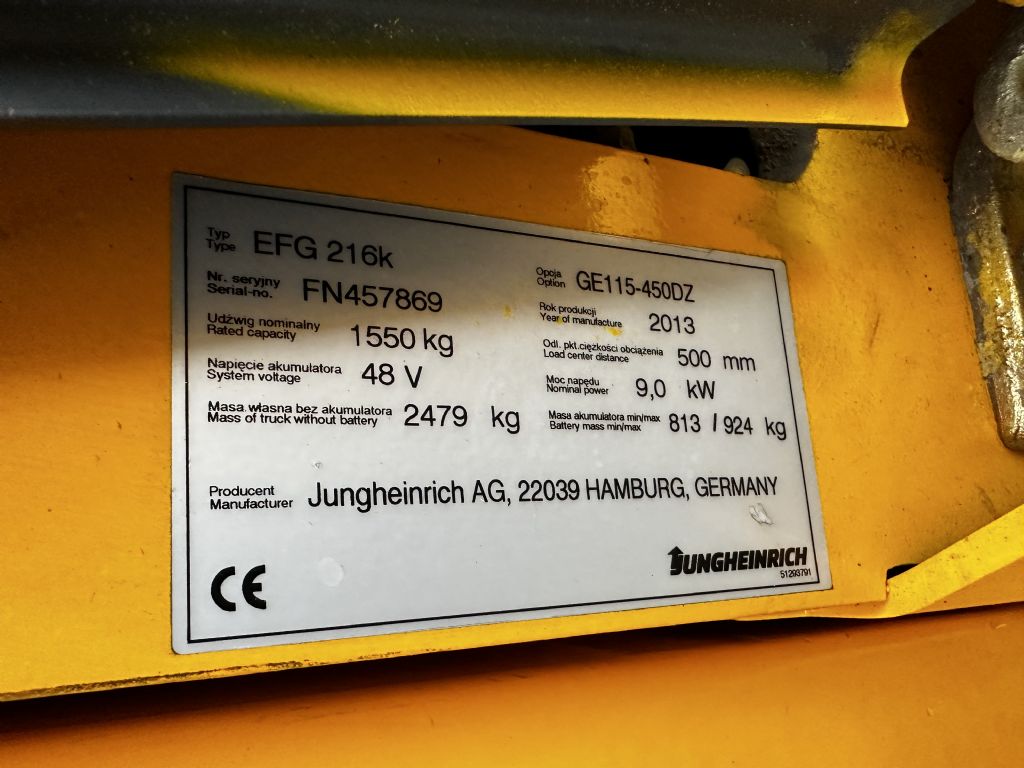 Typ
Type EFG 216k
Nr. seryjny
Serial-no. FN457869
Udźwig nominalny
Rated capacity 1550 kg
Napięcie akumulatora
System voltage 48 V
Masa własna bez akumulatora
Mass of truck without battery 2479 kg
Opcja
Option GE115-450DZ
Rok produkcji
Year of manufacture 2013
Odl. pkt.ciężkości obciążenia
Load center distance 500 mm
Moc napędu
Nominal power 9,0 kW
Masa akumulatora min/max
Battery mass min/max 813 / 924 kg
Producent
Manufacturer Jungheinrich AG, 22039 HAMBURG, GERMANY
CE
JUNGHEINRICH
51293791